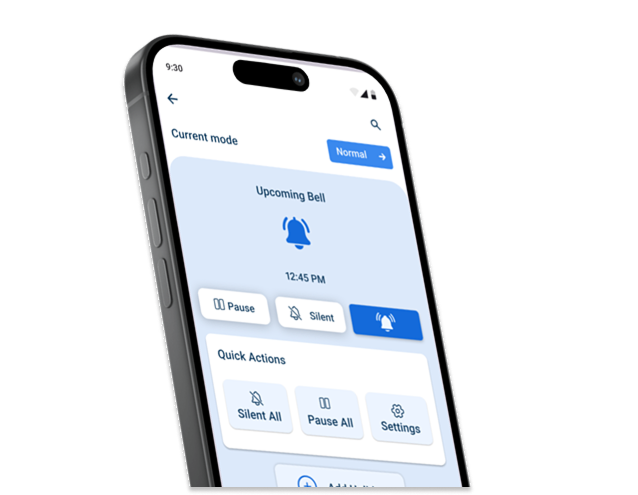 9:30
Current mode
Normal
Upcoming Bell
12:45 PM
Pause
Silent
Quick Actions
Silent All
Pause All
Settings
Add